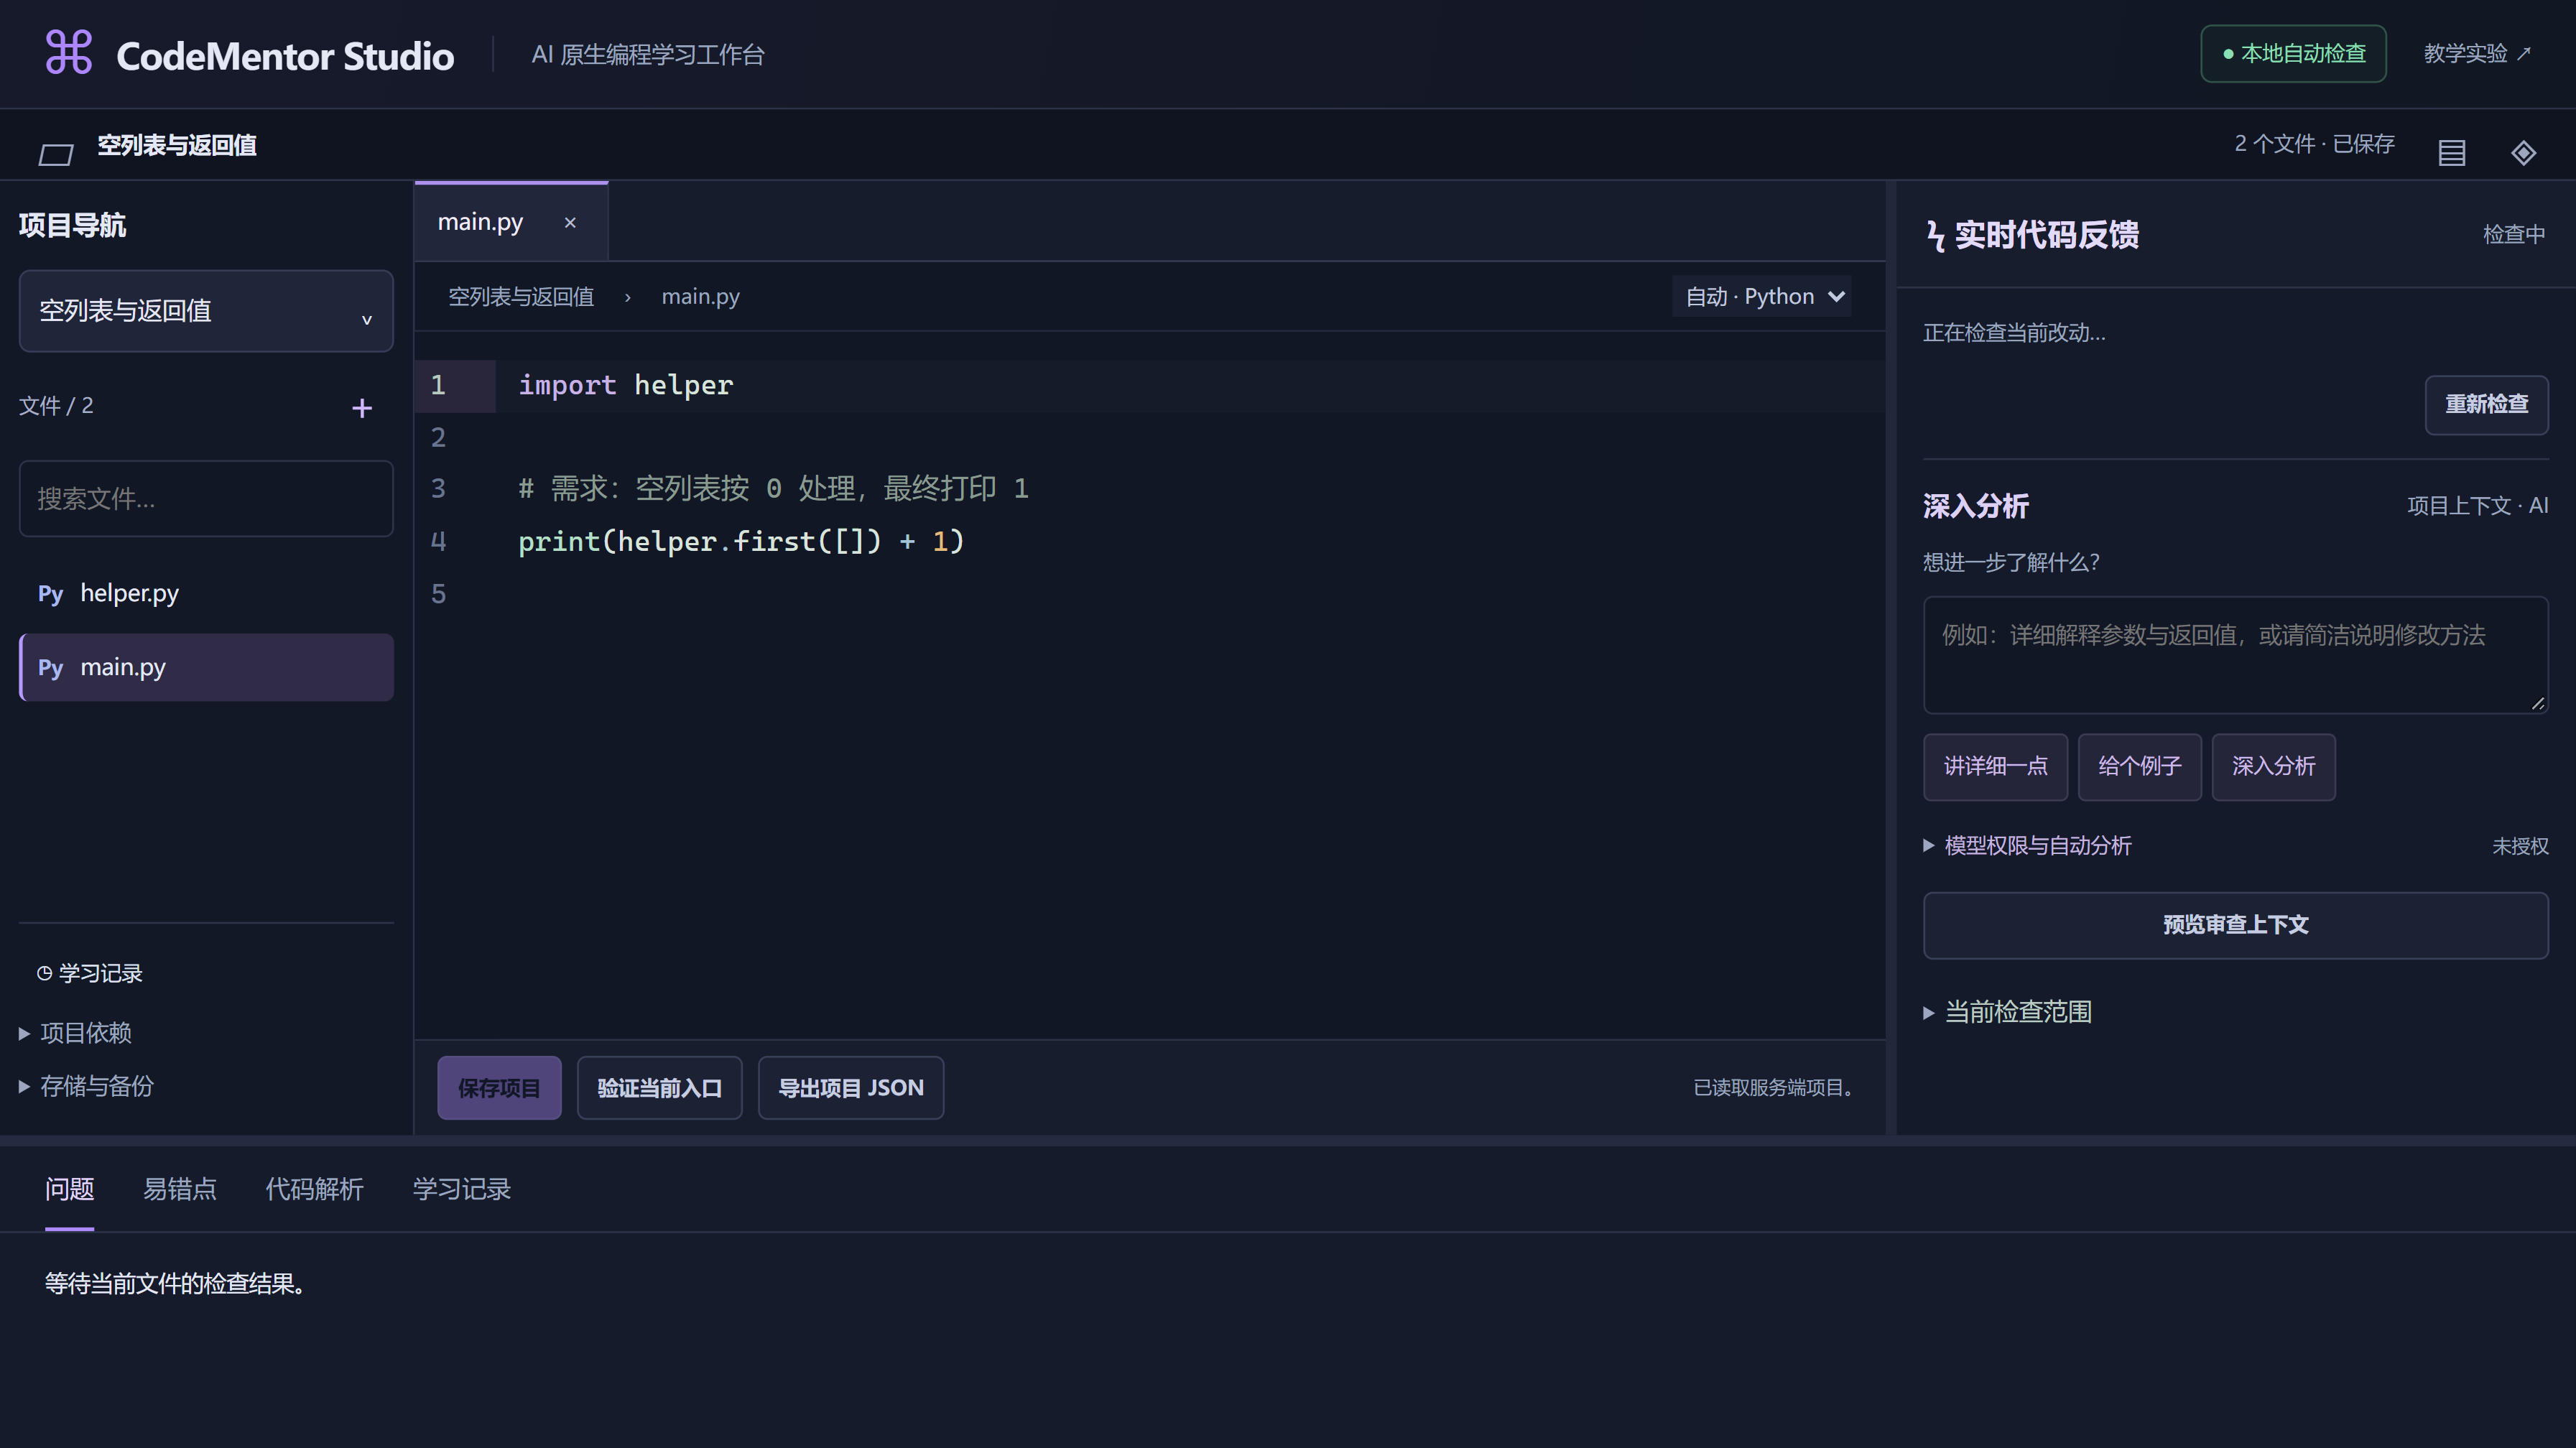 ⌘ CodeMentor Studio
AI 原生编程学习工作台
● 本地自动检查
教学实验 ↗
空列表与返回值
2 个文件 · 已保存
项目导航
空列表与返回值
文件 / 2
+
搜索文件...
Py helper.py
Py main.py
学习记录
▶ 项目依赖
▶ 存储与备份
main.py ×
空列表与返回值 › main.py
自动 · Python
1 import helper
2
3 # 需求：空列表按 0 处理，最终打印 1
4 print(helper.first([]) + 1)
5
保存项目
验证当前入口
导出项目 JSON
已读取服务端项目。
实时代码反馈
检查中
正在检查当前改动...
重新检查
深入分析
项目上下文 · AI
想进一步了解什么？
例如：详细解释参数与返回值，或请简洁说明修改方法
讲详细一点
给个例子
深入分析
▶ 模型权限与自动分析
未授权
预览审查上下文
▶ 当前检查范围
问题
易错点
代码解析
学习记录
等待当前文件的检查结果。